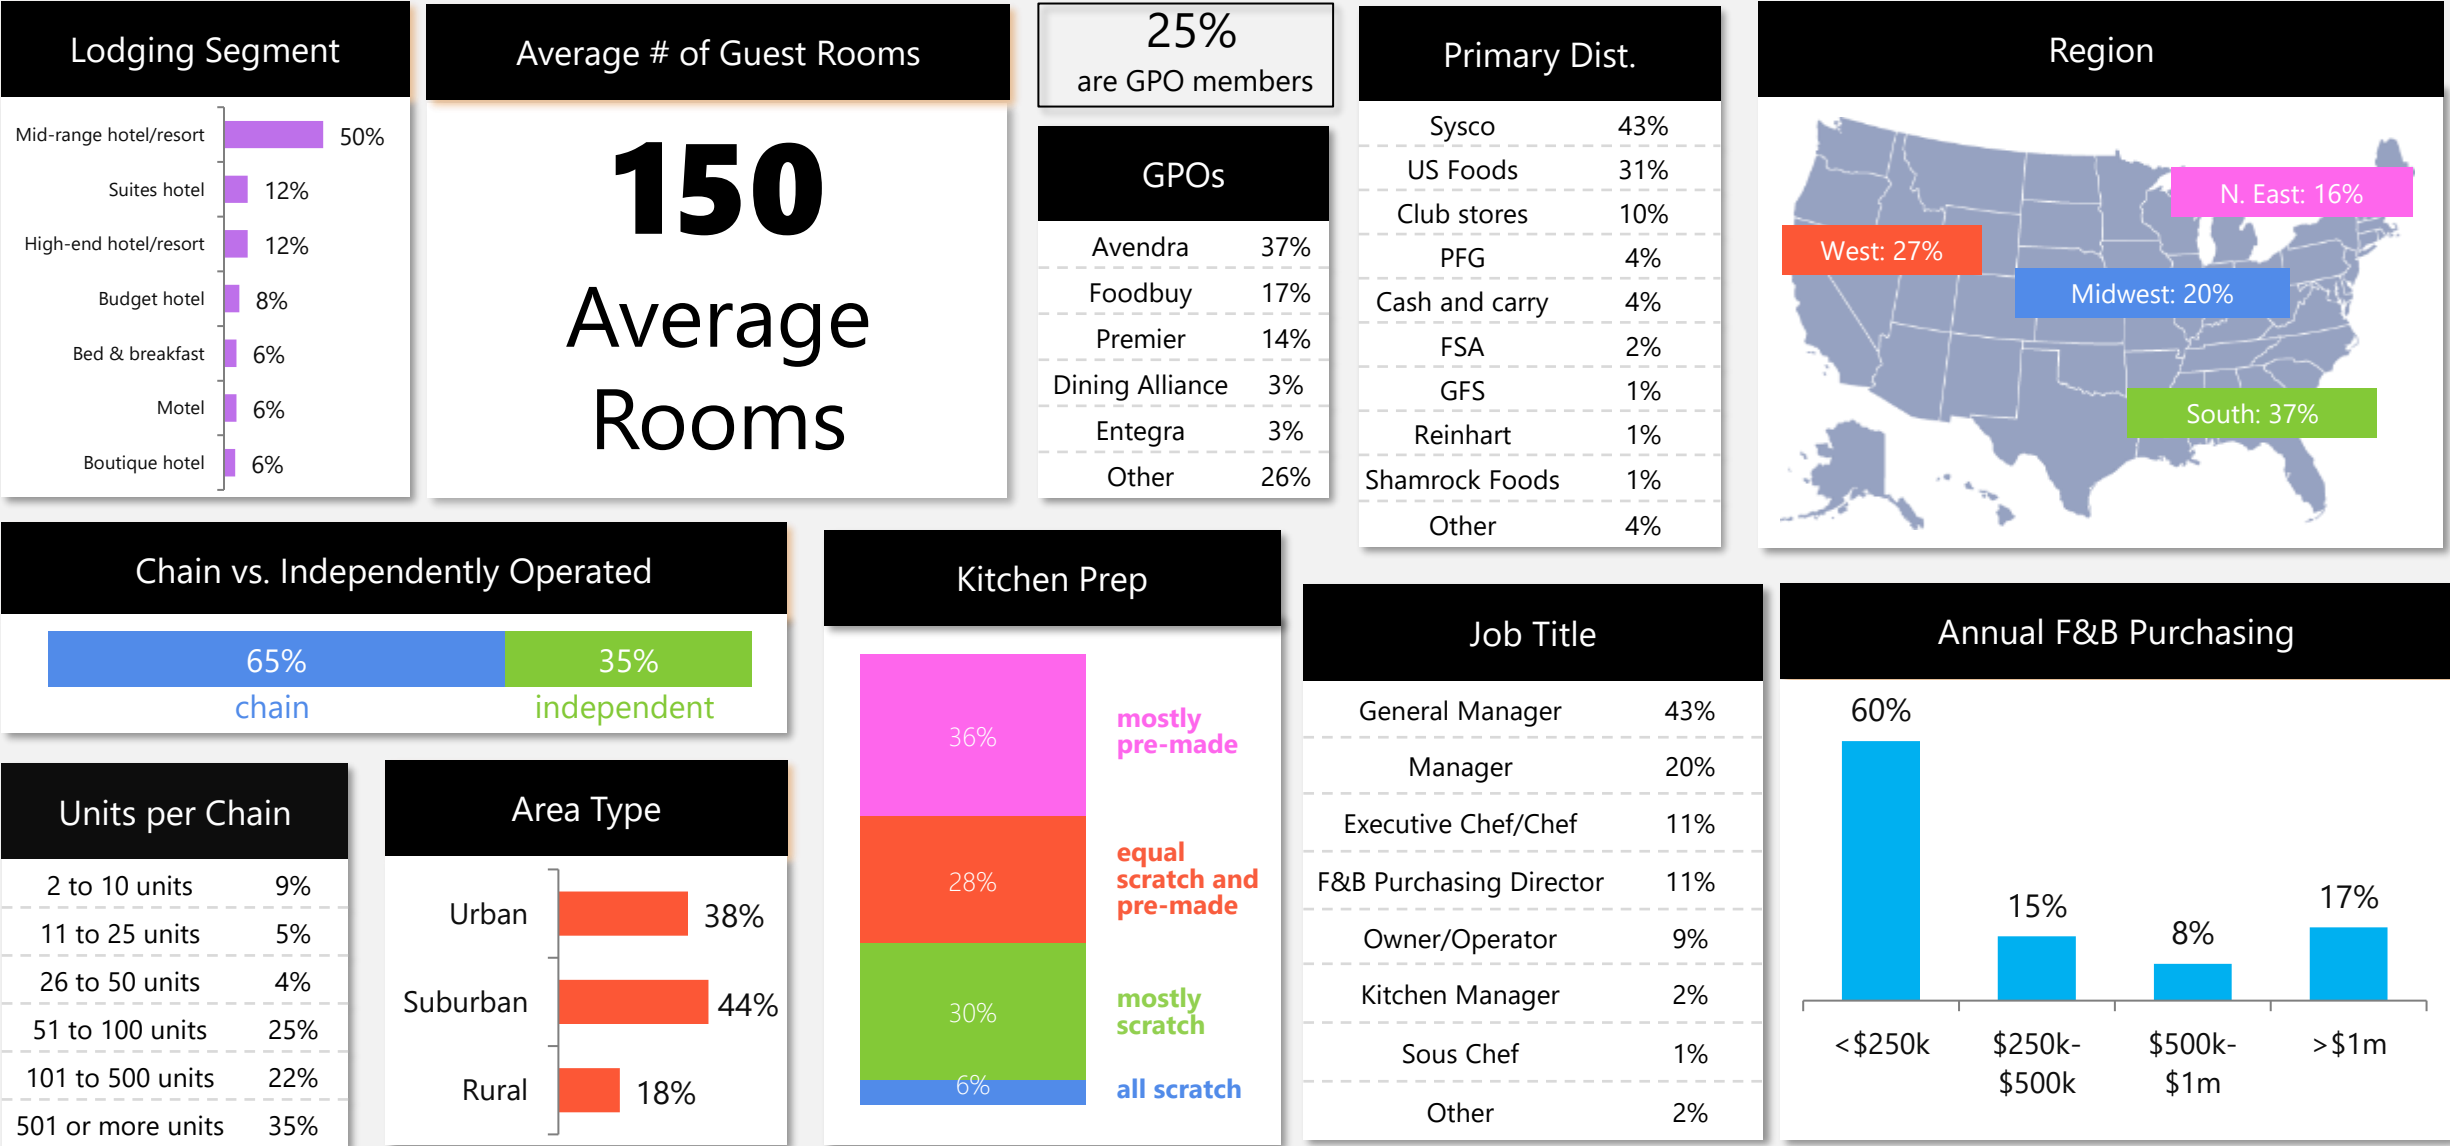 Lodging Segment
Mid-range hotel/resort 50%
Suites hotel 12%
High-end hotel/resort 12%
Budget hotel 8%
Bed & breakfast 6%
Motel 6%
Boutique hotel 6%
Average # of Guest Rooms
150
Average
Rooms
25%
are GPO members
GPOs
Avendra 37%
Foodbuy 17%
Premier 14%
Dining Alliance 3%
Entegra 3%
Other 26%
Primary Dist.
Sysco 43%
US Foods 31%
Club stores 10%
PFG 4%
Cash and carry 4%
FSA 2%
GFS 1%
Reinhart 1%
Shamrock Foods 1%
Other 4%
Region
N. East: 16%
West: 27%
Midwest: 20%
South: 37%
Chain vs. Independently Operated
65% 35%
chain independent
Units per Chain
2 to 10 units 9%
11 to 25 units 5%
26 to 50 units 4%
51 to 100 units 25%
101 to 500 units 22%
501 or more units 35%
Area Type
Urban 38%
Suburban 44%
Rural 18%
Kitchen Prep
36%
mostly
pre-made
28%
equal
scratch and
pre-made
30%
mostly
scratch
6%
all scratch
Job Title
General Manager 43%
Manager 20%
Executive Chef/Chef 11%
F&B Purchasing Director 11%
Owner/Operator 9%
Kitchen Manager 2%
Sous Chef 1%
Other 2%
Annual F&B Purchasing
60% 15% 8% 17%
<$250k $250k- $500k- >$1m
$500k $1m